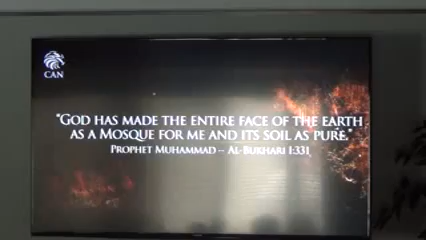 CAN
"GOD HAS MADE THE ENTIRE FACE OF THE EARTH
AS A MOSQUE FOR ME AND ITS SOIL AS PURE."
PROPHET MUHAMMAD -- AL-BUKHARI 1:331